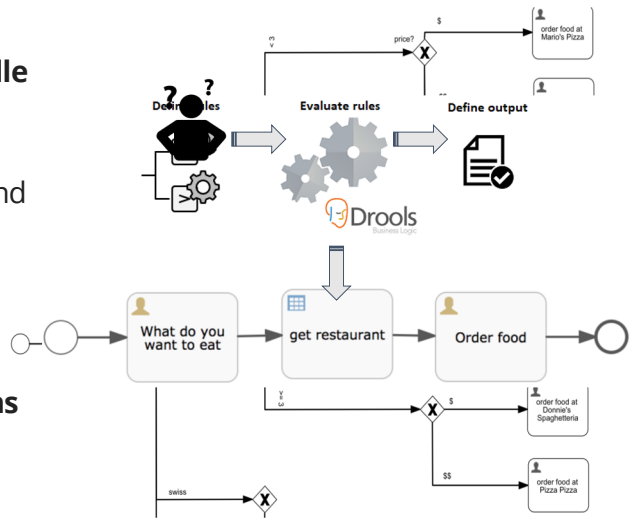 $
price?
< 3
order food at
Mario's Pizza
lle
??
Evaluate rules
Define output
nd
Drools
Business Logic
What do you
want to eat
get restaurant
Order food
ns
$
order food at
Donnie's
Spaghetteria
$$
order food at
Pizza Pizza
swiss